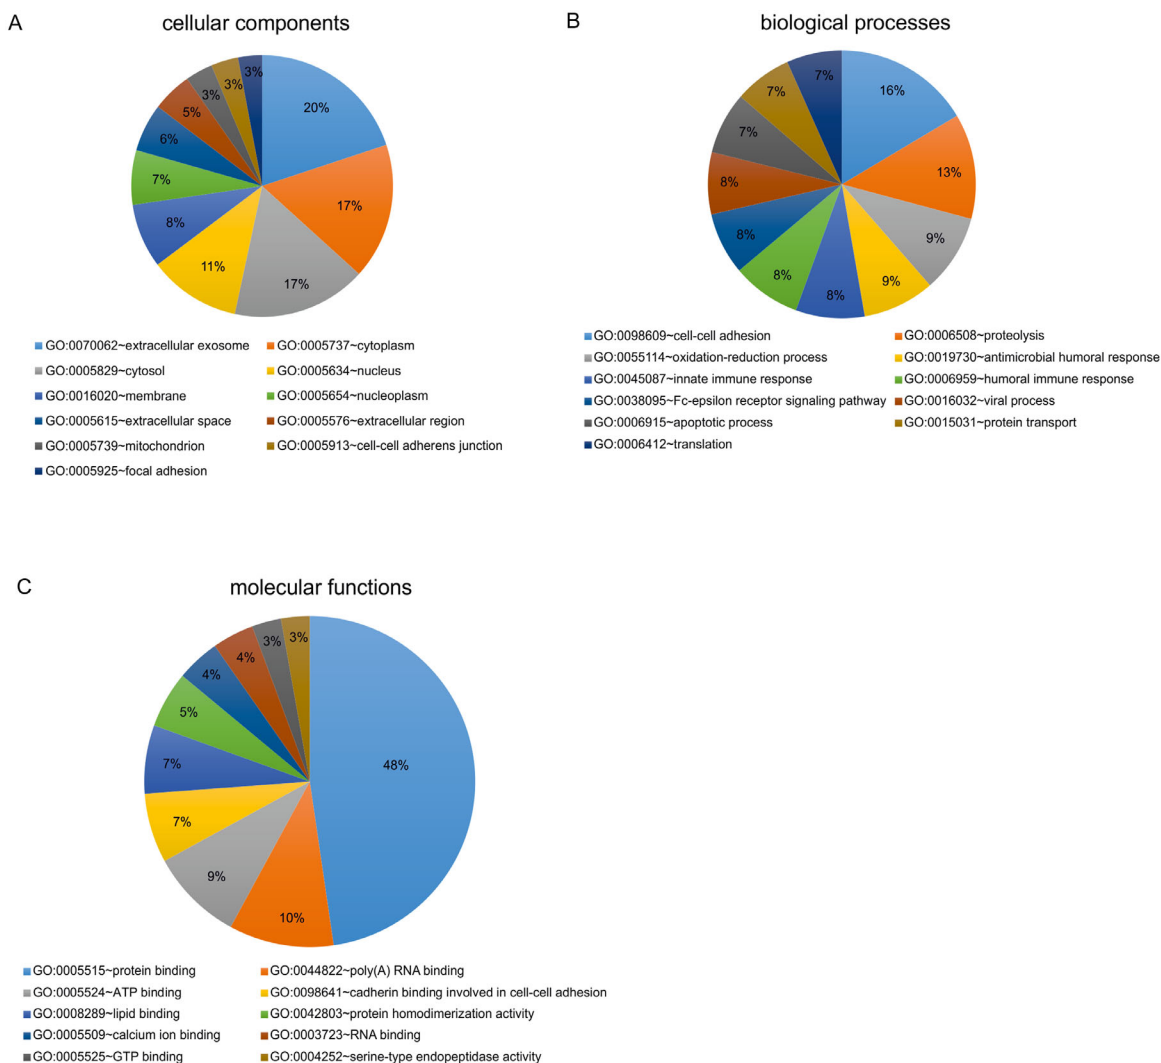 A
cellular components
3%
20%
3%
3%
5%
6%
17%
7%
8%
11%
17%
GO:0070062~extracellular exosome
GO:0005737~cytoplasm
GO:0005829~cytosol
GO:0005634~nucleus
GO:0016020~membrane
GO:0005654~nucleoplasm
GO:0005615~extracellular space
GO:0005576~extracellular region
GO:0005739~mitochondrion
GO:0005913~cell-cell adherens junction
GO:0005925~focal adhesion
B
biological processes
7%
16%
7%
7%
13%
8%
8%
9%
8%
9%
8%
GO:0098609~cell-cell adhesion
GO:0006508~proteolysis
GO:0055114~oxidation-reduction process
GO:0019730~antimicrobial humoral response
GO:0045087~innate immune response
GO:0006959~humoral immune response
GO:0038095~Fc-epsilon receptor signaling pathway
GO:0016032~viral process
GO:0006915~apoptotic process
GO:0015031~protein transport
GO:0006412~translation
C
molecular functions
3%
3%
4%
4%
5%
48%
7%
7%
9%
10%
GO:0005515~protein binding
GO:0044822~poly(A) RNA binding
GO:0005524~ATP binding
GO:0098641~cadherin binding involved in cell-cell adhesion
GO:0008289~lipid binding
GO:0042803~protein homodimerization activity
GO:0005509~calcium ion binding
GO:0003723~RNA binding
GO:0005525~GTP binding
GO:0004252~serine-type endopeptidase activity